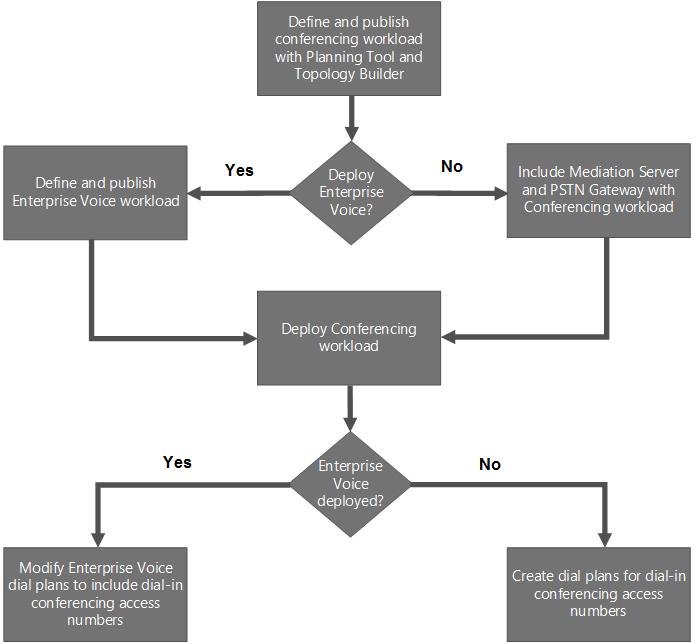 Define and publish
conferencing workload
with Planning Tool and
Topology Builder
Yes
Deploy
Enterprise
Voice?
No
Define and publish
Enterprise Voice workload
Include Mediation Server
and PSTN Gateway with
Conferencing workload
Deploy Conferencing
workload
Yes
Enterprise
Voice
deployed?
No
Modify Enterprise Voice
dial plans to include dial-in
conferencing access
numbers
Create dial plans for dial-in
conferencing access
numbers